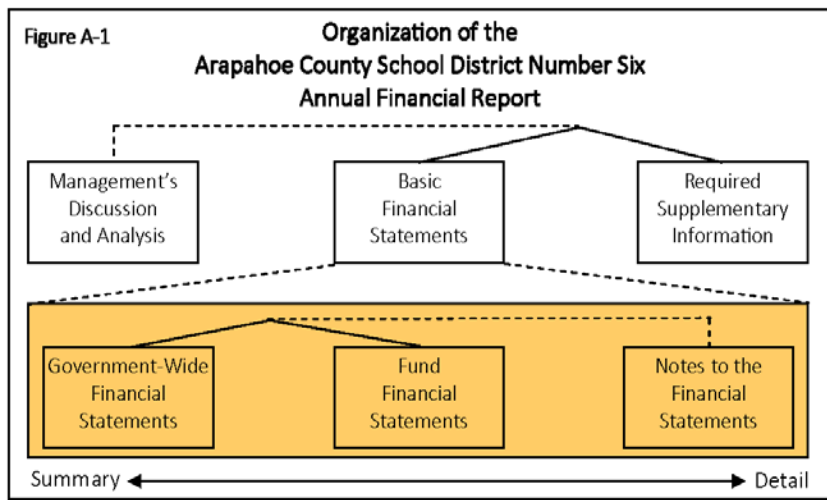 Figure A-1
Organization of the
Arapahoe County School District Number Six
Annual Financial Report
Management's
Discussion
and Analysis
Basic
Financial
Statements
Required
Supplementary
Information
Government-Wide
Financial
Statements
Fund
Financial
Statements
Notes to the
Financial
Statements
Summary
Detail